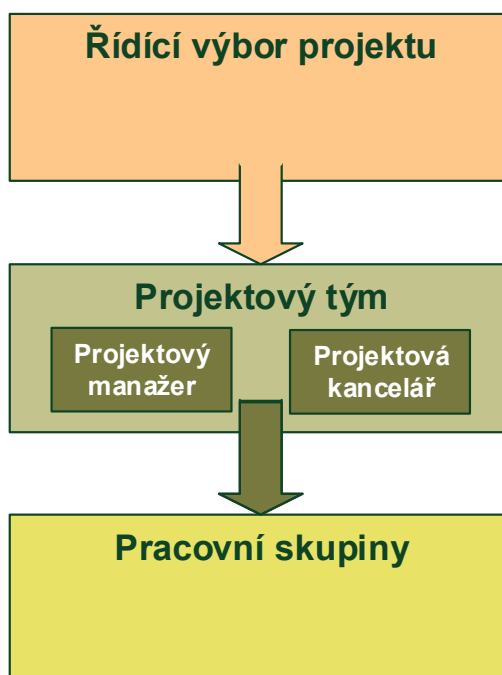 Řídící výbor projektu
Projektový tým
Projektový
manažer
Projektová
kancelář
Pracovní skupiny